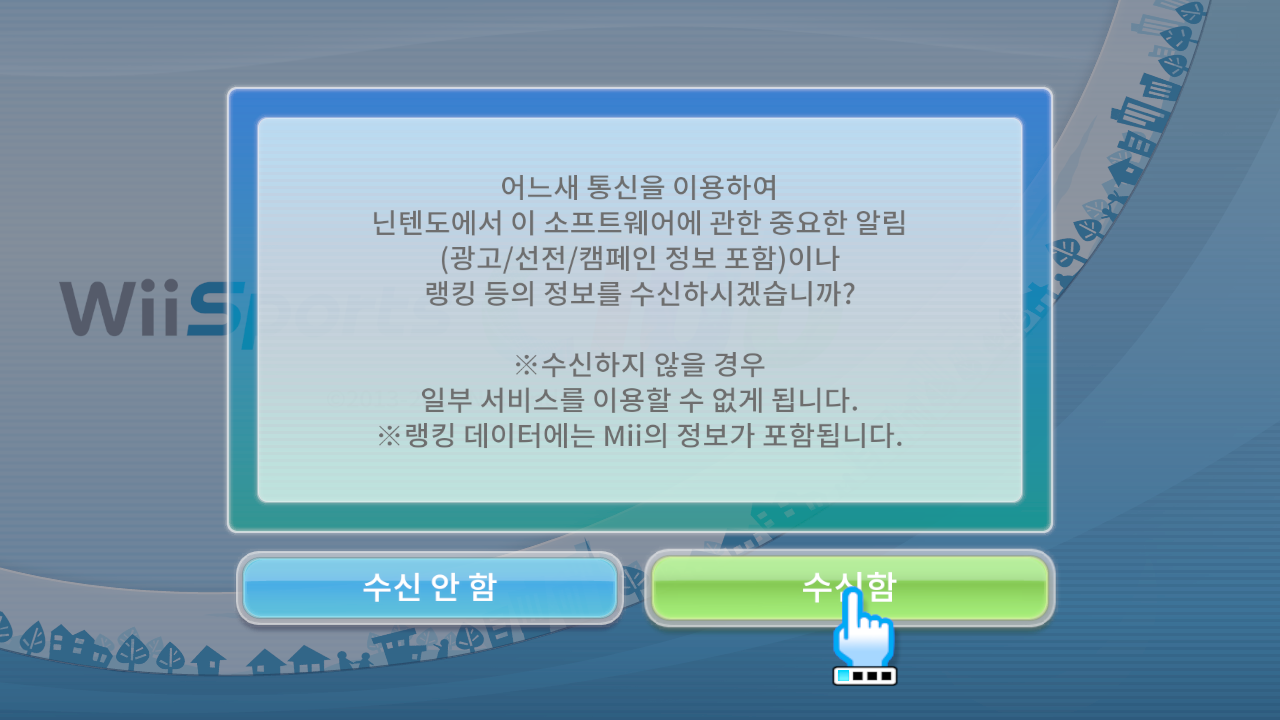 어느새 통신을 이용하여
닌텐도에서 이 소프트웨어에 관한 중요한 알림
(광고/선전/캠페인 정보 포함)이나
랭킹 등의 정보를 수신하시겠습니까?
Wii Sports
※수신하지 않을 경우
일부 서비스를 이용할 수 없게 됩니다.
※랭킹 데이터에는 Mii의 정보가 포함됩니다.
수신 안 함
수신함